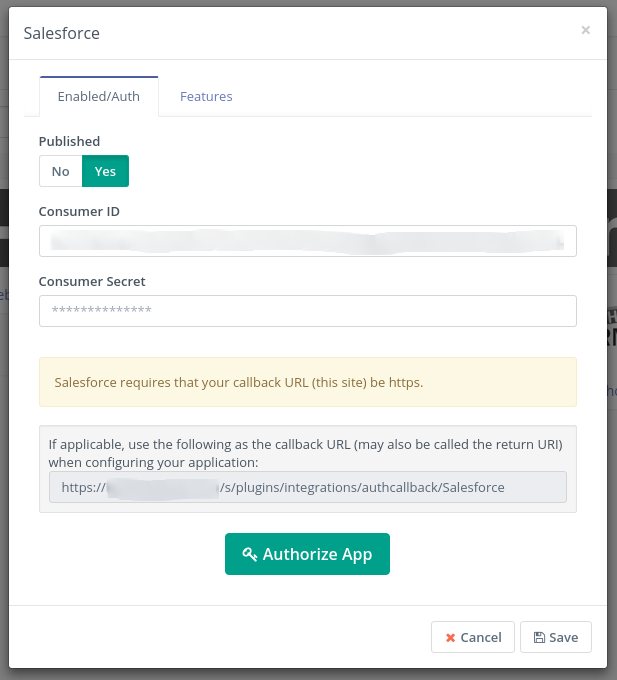 Salesforce
×
Enabled/Auth
Features
Published
No
Yes
Consumer ID
Consumer Secret
**************
Salesforce requires that your callback URL (this site) be https.
If applicable, use the following as the callback URL (may also be called the return URI)
when configuring your application:
https:// /s/plugins/integrations/authcallback/Salesforce
Authorize App
Cancel
Save